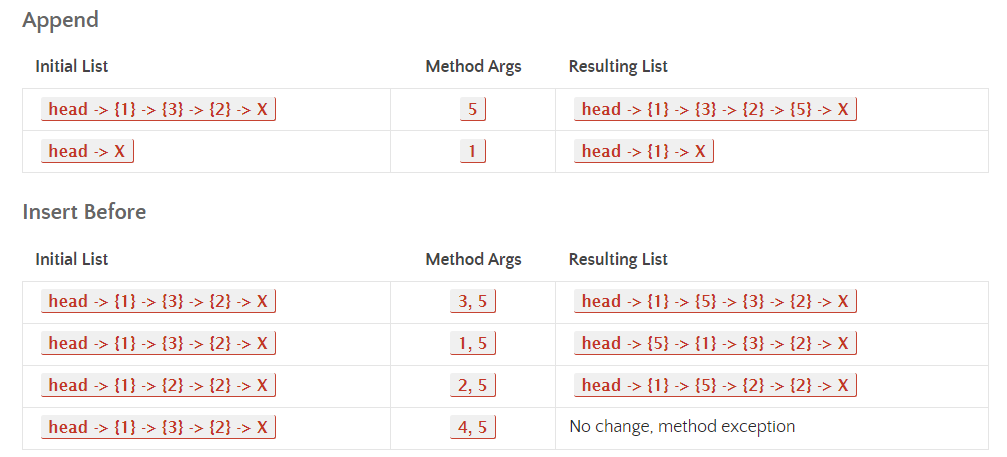 Append
Initial List Method Args Resulting List
head -> {1} -> {3} -> {2} -> X 5 head -> {1} -> {3} -> {2} -> {5} -> X
head -> X 1 head -> {1} -> X
Insert Before
Initial List Method Args Resulting List
head -> {1} -> {3} -> {2} -> X 3, 5 head -> {1} -> {5} -> {3} -> {2} -> X
head -> {1} -> {3} -> {2} -> X 1, 5 head -> {5} -> {1} -> {3} -> {2} -> X
head -> {1} -> {2} -> {2} -> X 2, 5 head -> {1} -> {5} -> {2} -> {2} -> X
head -> {1} -> {3} -> {2} -> X 4, 5 No change, method exception